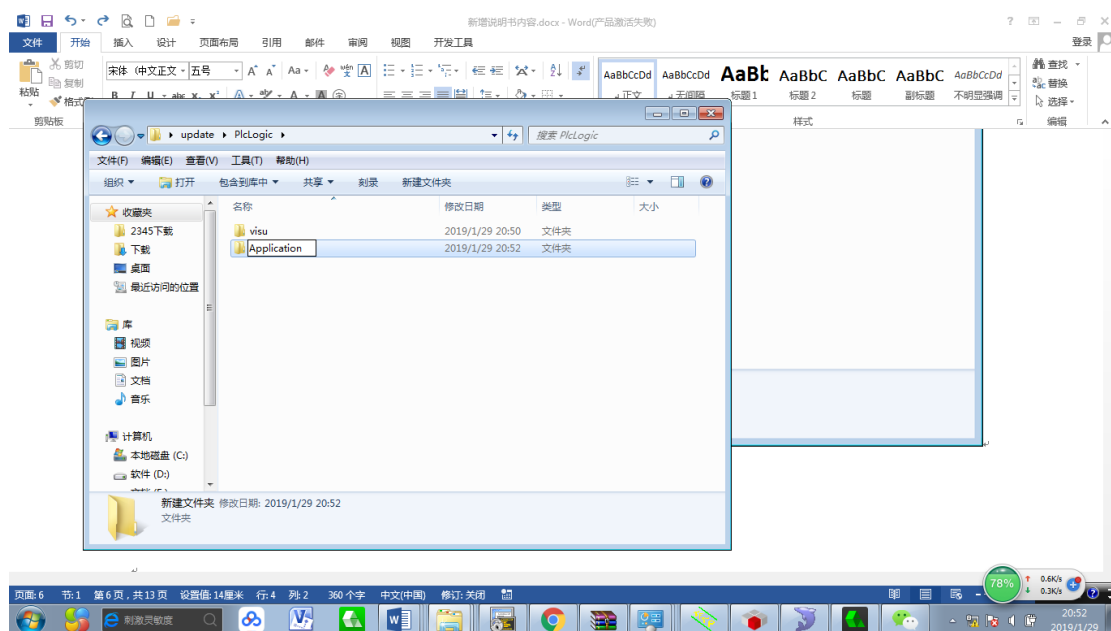 新增说明书内容.docx - Word(产品激活失败)
文件 开始 插入 设计 页面布局 引用 邮件 审阅 视图 开发工具 登录
剪切
复制
粘贴
宋体 (中文正文 五号
AaBbCcDd AaBbCcDd AaBb AaBbC AaBbC AaBbC AaBbCcDd
正文 无间隔 标题 1 标题 2 标题 副标题 不明显强调
查找
替换
选择
剪贴板 样式 编辑
update PlcLogic 搜索 PlcLogic
文件(F) 编辑(E) 查看(V) 工具(T) 帮助(H)
组织 打开 包含到库中 共享 刻录 新建文件夹
名称 修改日期 类型 大小
visu 2019/1/29 20:50 文件夹
Application 2019/1/29 20:52 文件夹
收藏夹
2345下载
下载
桌面
最近访问的位置
库
视频
图片
文档
音乐
计算机
本地磁盘 (C:)
软件 (D:)
新建文件夹 修改日期: 2019/1/29 20:52
文件夹
78% 0.6K/s
0.3K/s
页面: 6 节: 1 第 6 页，共 13 页 设置值: 14厘米 行: 4 列: 2 360 个字 中文(中国) 修订: 关闭
刺激灵敏度
20:52
2019/1/29